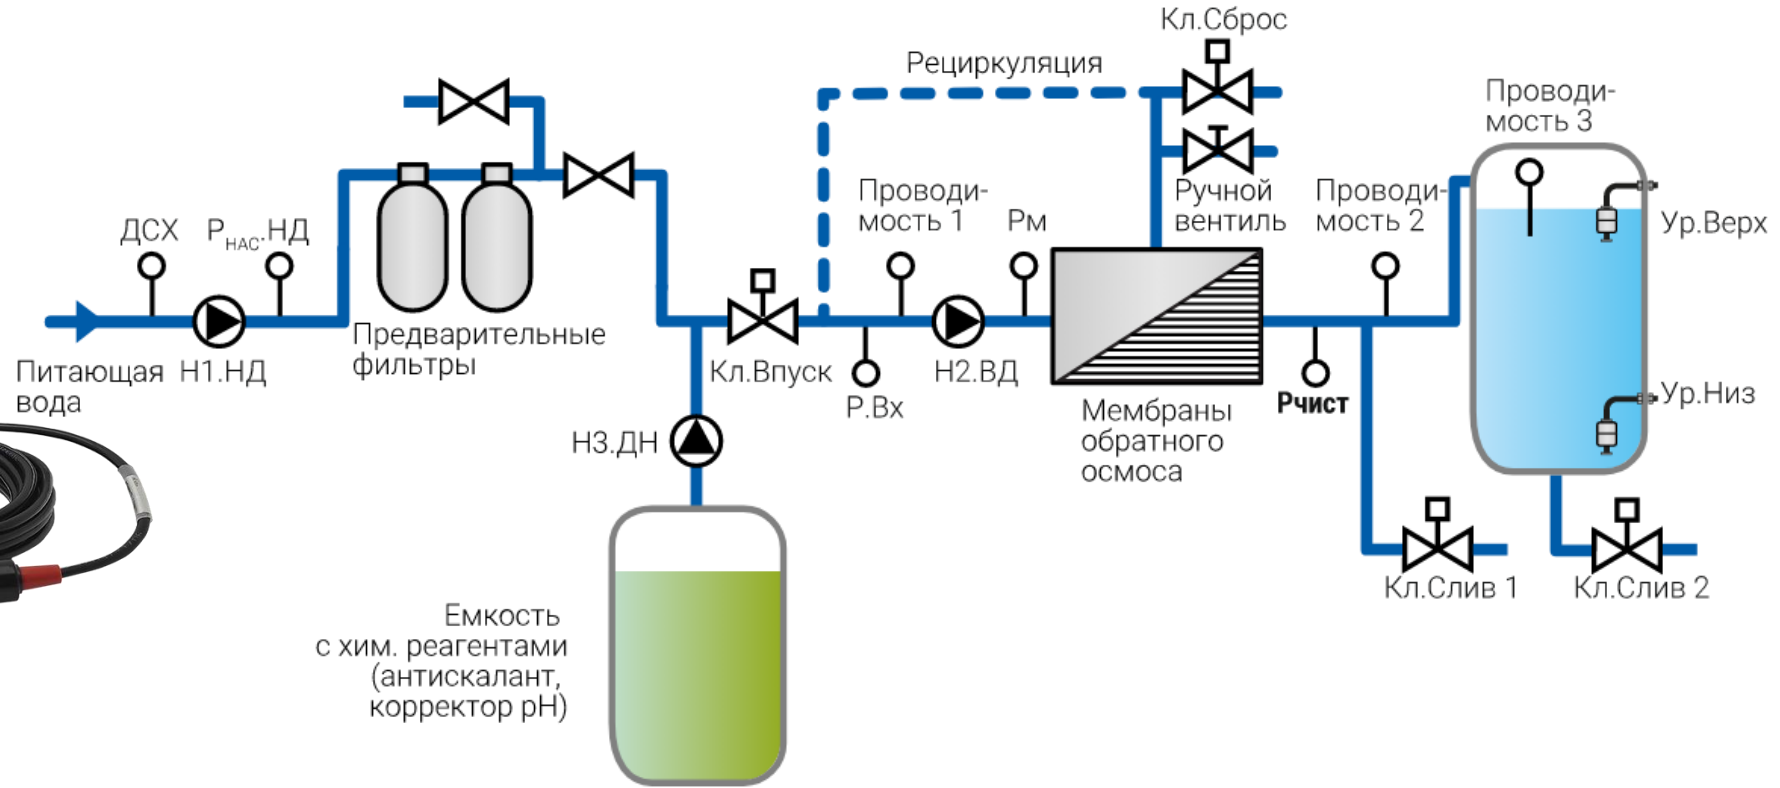 Кл.Сброс
Рециркуляция
Проводи-
мость 3
Проводи-
мость 1
Рм
Ручной
вентиль
Проводи-
мость 2
Ур.Верх
ДСХ
PНАС.НД
Предварительные
фильтры
Питающая
вода
Н1.НД
Кл.Впуск
Р.Вх
Н2.ВД
Рчист
Ур.Низ
Мембраны
обратного
осмоса
Н3.ДН
Кл.Слив 1
Кл.Слив 2
Емкость
с хим. реагентами
(антискалант,
корректор pH)